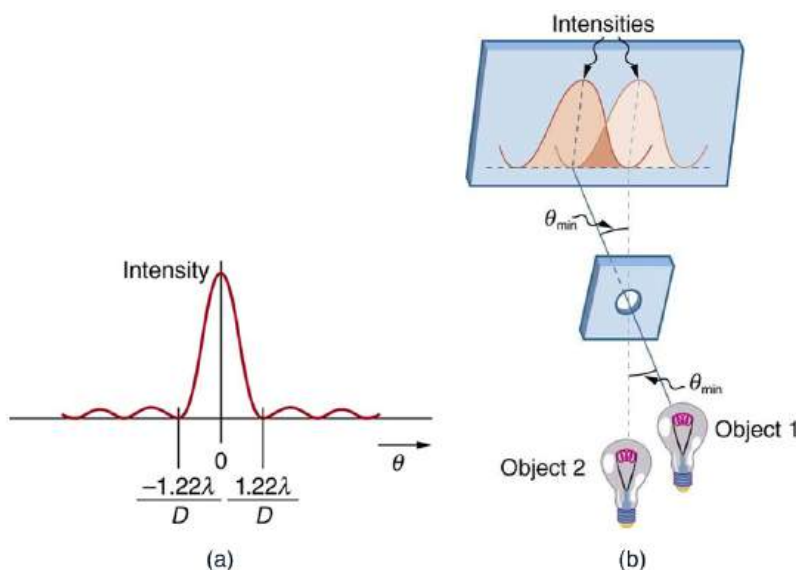 Intensity
0
θ
−1.22λ
D
1.22λ
D
(a)
Intensities
θmin
θmin
Object 1
Object 2
(b)